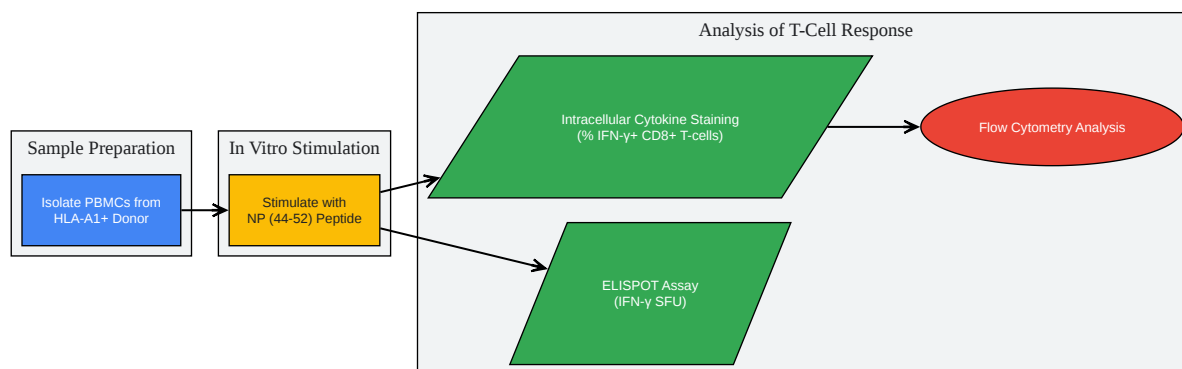 Sample Preparation
Isolate PBMCs from
HLA-A1+ Donor
In Vitro Stimulation
Stimulate with
NP (44-52) Peptide
Analysis of T-Cell Response
Intracellular Cytokine Staining
(% IFN-γ+ CD8+ T-cells)
Flow Cytometry Analysis
ELISPOT Assay
(IFN-γ SFU)